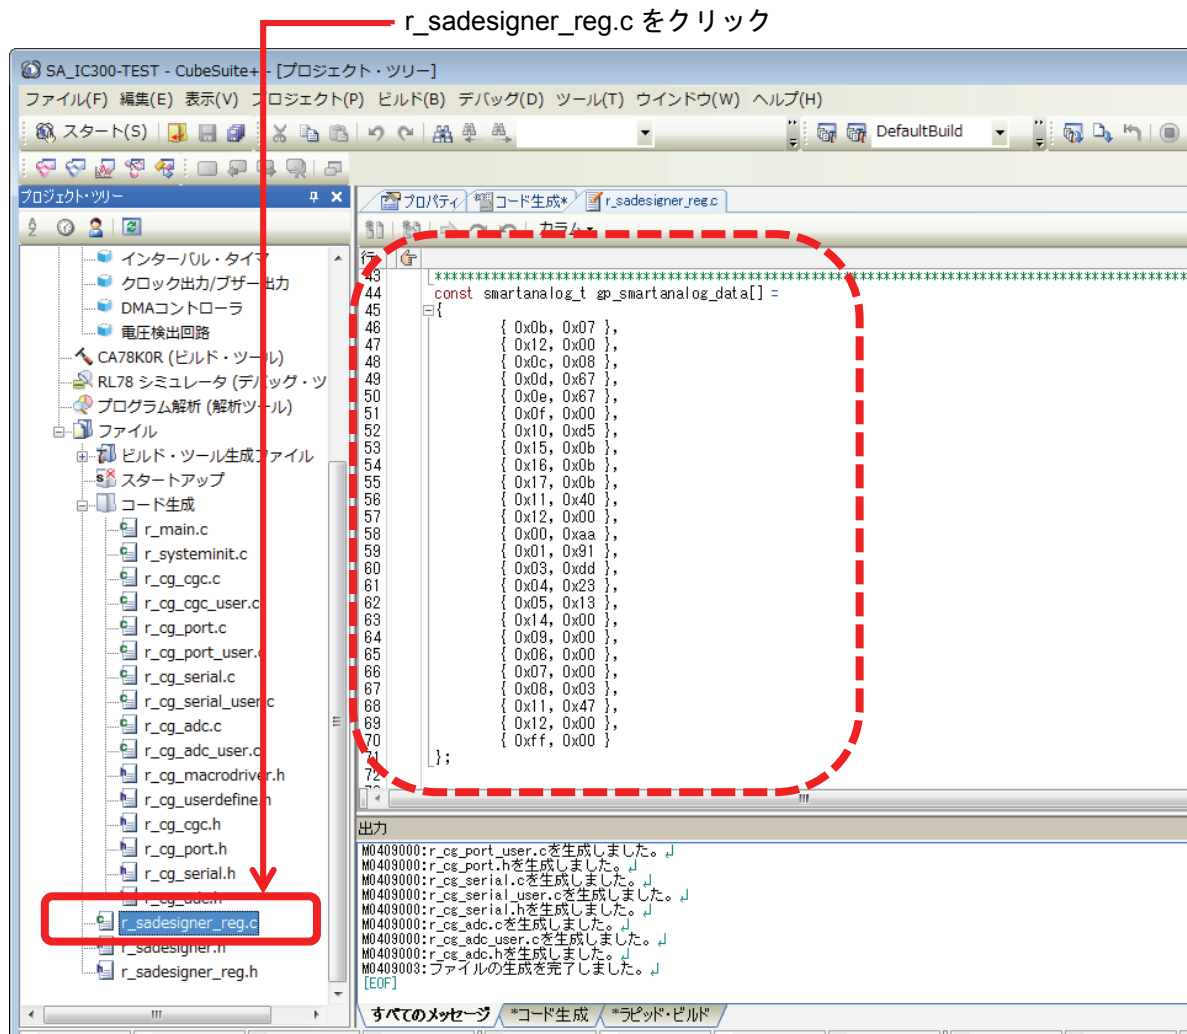 r_sadesigner_reg.c をクリック
SA_IC300-TEST - CubeSuite+ - [プロジェクト・ツリー]
ファイル(F) 編集(E) 表示(V) プロジェクト(P) ビルド(B) デバッグ(D) ツール(T) ウインドウ(W) ヘルプ(H)
スタート(S)
DefaultBuild
プロジェクト・ツリー
インターバル・タイマ
クロック出力/ブザー出力
DMAコントローラ
電圧検出回路
CA78K0R (ビルド・ツール)
RL78 シミュレータ (デバッグ・ツ
プログラム解析 (解析ツール)
ファイル
ビルド・ツール生成ファイル
スタートアップ
コード生成
r_main.c
r_systeminit.c
r_cg_cgc.c
r_cg_cgc_user.c
r_cg_port.c
r_cg_port_user.c
r_cg_serial.c
r_cg_serial_user.c
r_cg_adc.c
r_cg_adc_user.c
r_cg_macrodriver.h
r_cg_userdefine.h
r_cg_cgc.h
r_cg_port.h
r_cg_serial.h
r_cg_adc.h
r_sadesigner_reg.c
r_sadesigner.h
r_sadesigner_reg.h
プロパティ コード生成* r_sadesigner_reg.c
カラム
行
43 ******************************************************************************
44 const smartanalog_t gp_smartanalog_data[] =
45 {
46 { 0x0b, 0x07 },
47 { 0x12, 0x00 },
48 { 0x0c, 0x08 },
49 { 0x0d, 0x67 },
50 { 0x0e, 0x67 },
51 { 0x0f, 0x00 },
52 { 0x10, 0xd5 },
53 { 0x15, 0x0b },
54 { 0x16, 0x0b },
55 { 0x17, 0x0b },
56 { 0x11, 0x40 },
57 { 0x12, 0x00 },
58 { 0x00, 0xaa },
59 { 0x01, 0x91 },
60 { 0x03, 0xdd },
61 { 0x04, 0x23 },
62 { 0x05, 0x13 },
63 { 0x14, 0x00 },
64 { 0x09, 0x00 },
65 { 0x06, 0x00 },
66 { 0x07, 0x00 },
67 { 0x08, 0x03 },
68 { 0x11, 0x47 },
69 { 0x12, 0x00 },
70 { 0xff, 0x00 }
71 };
72
出力
M0409000:r_cg_port_user.cを生成しました。
M0409000:r_cg_port.hを生成しました。
M0409000:r_cg_serial.cを生成しました。
M0409000:r_cg_serial_user.cを生成しました。
M0409000:r_cg_serial.hを生成しました。
M0409000:r_cg_adc.cを生成しました。
M0409000:r_cg_adc_user.cを生成しました。
M0409000:r_cg_adc.hを生成しました。
M0409003:ファイルの生成を完了しました。
[EOF]
すべてのメッセージ *コード生成 *ラピッド・ビルド